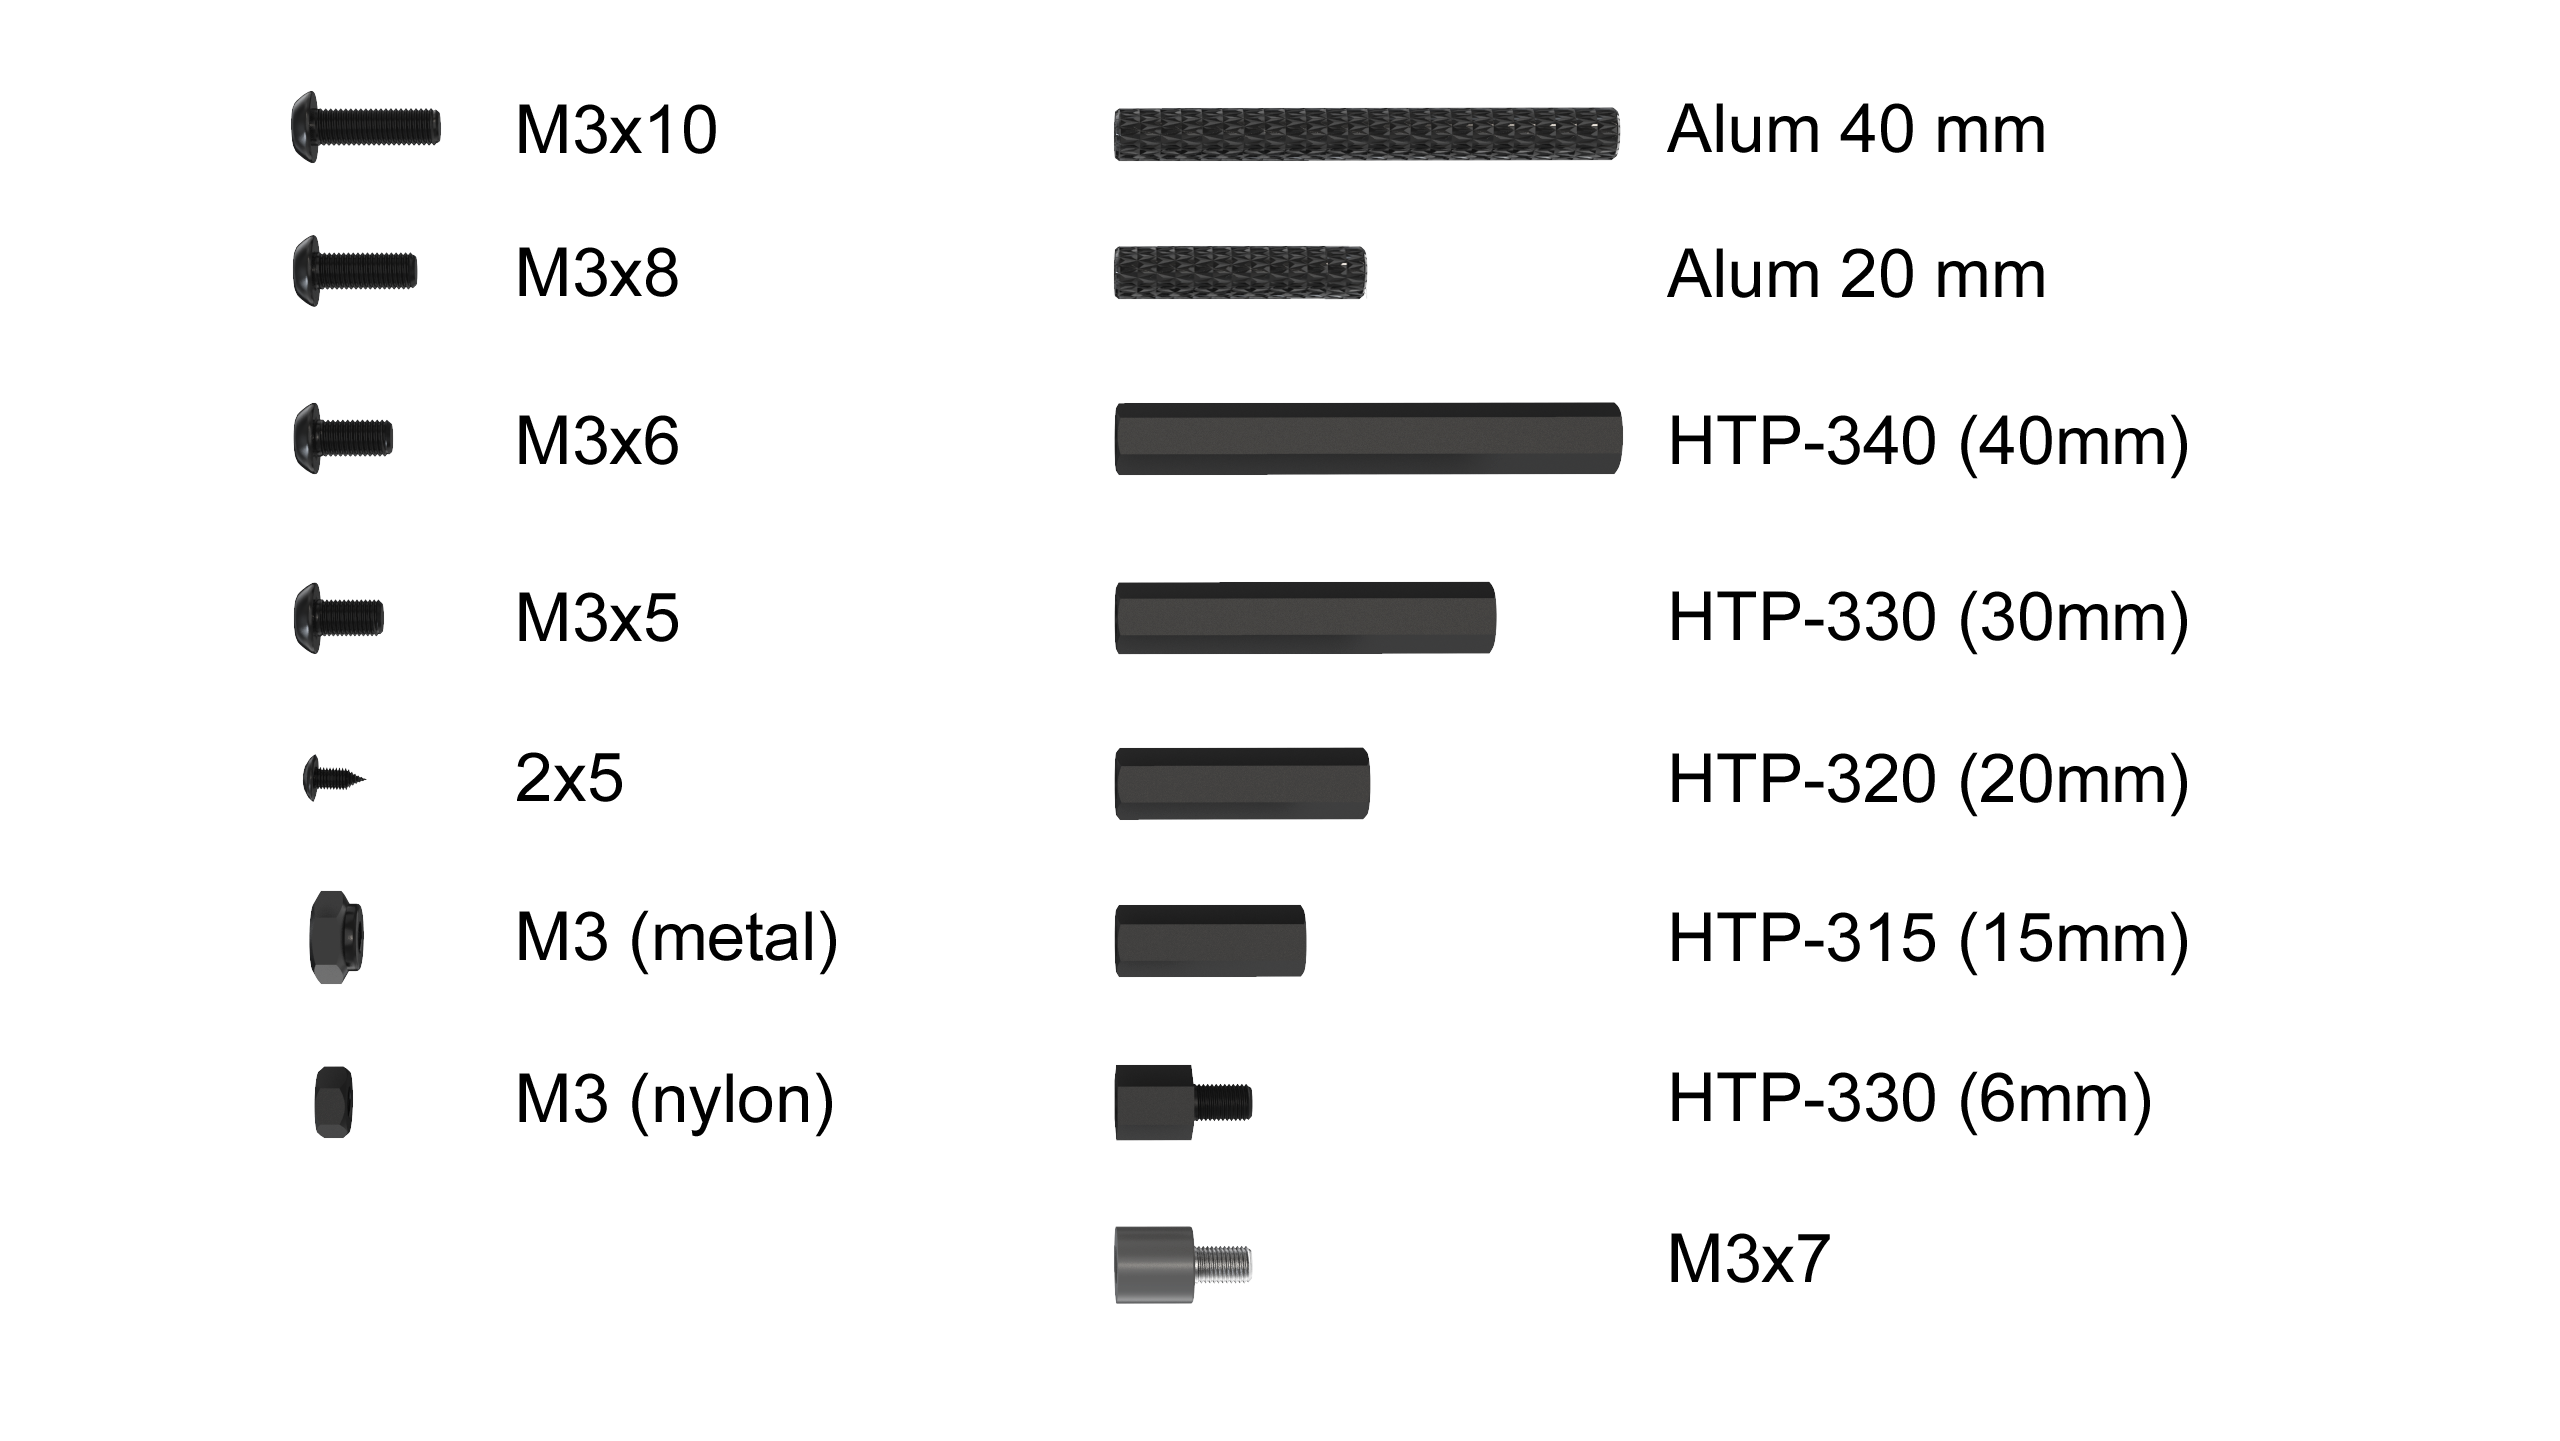 M3x10
Alum 40 mm
M3x8
Alum 20 mm
M3x6
HTP-340 (40mm)
M3x5
HTP-330 (30mm)
2x5
HTP-320 (20mm)
M3 (metal)
HTP-315 (15mm)
M3 (nylon)
HTP-330 (6mm)
M3x7